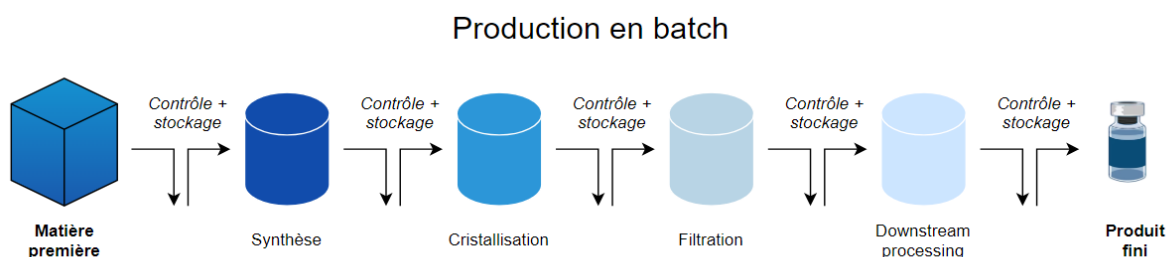 Production en batch
Contrôle +
stockage
Contrôle +
stockage
Contrôle +
stockage
Contrôle +
stockage
Contrôle +
stockage
Matière
première
Synthèse
Cristallisation
Filtration
Downstream
processing
Produit
fini